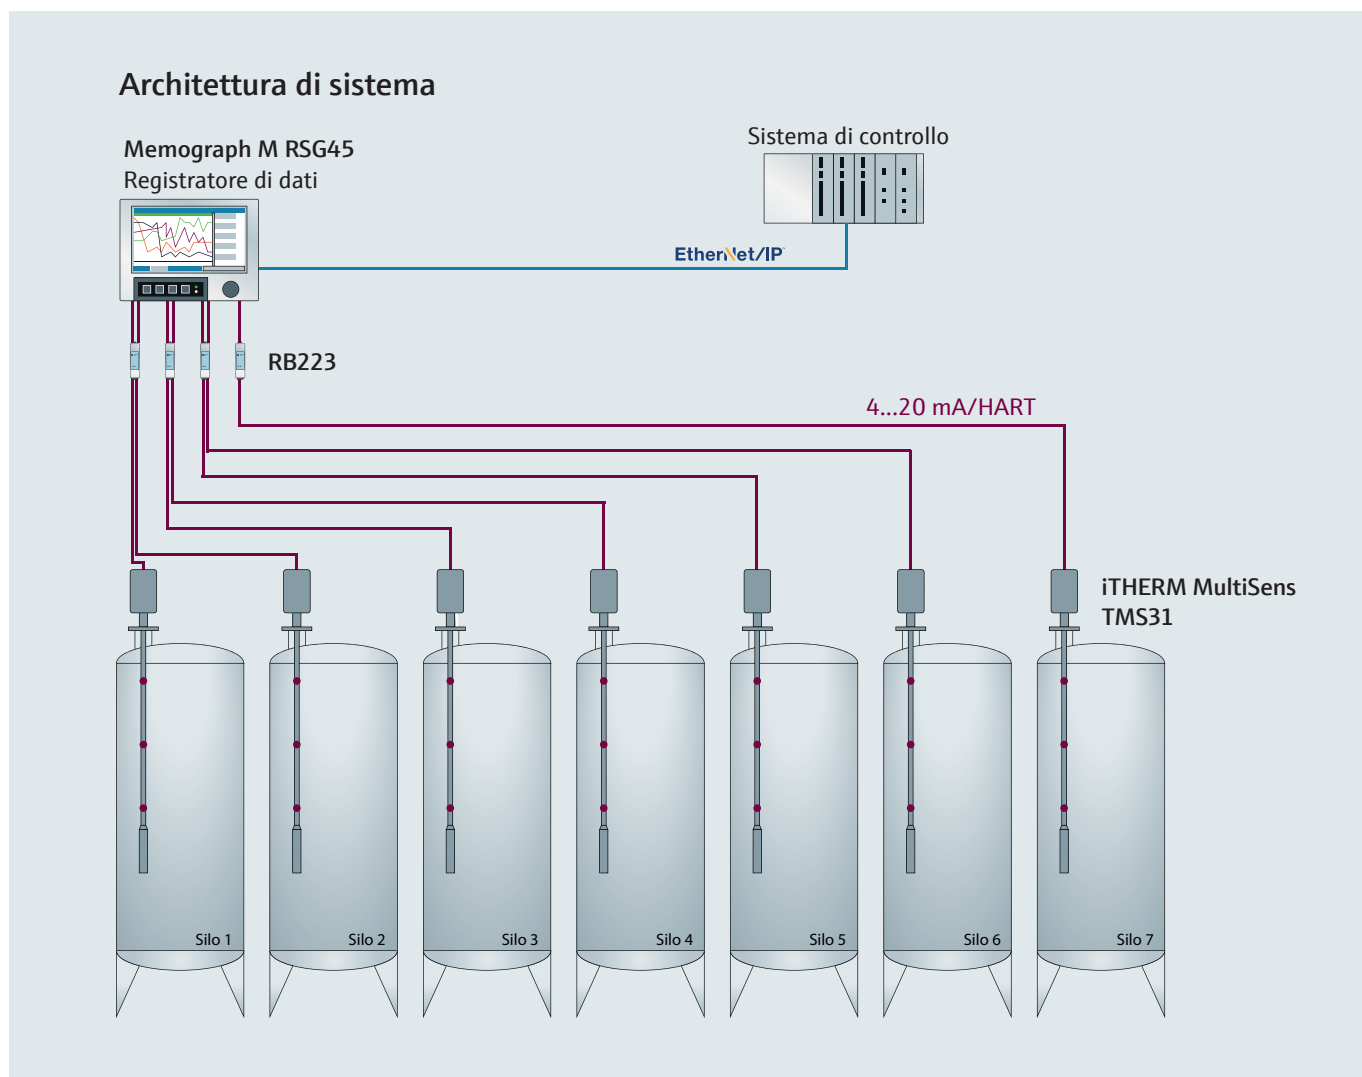 Architettura di sistema
Memograph M RSG45
Registratore di dati
Sistema di controllo
EtherNet/IP
RB223
4...20 mA/HART
iTHERM MultiSens
TMS31
Silo 1
Silo 2
Silo 3
Silo 4
Silo 5
Silo 6
Silo 7